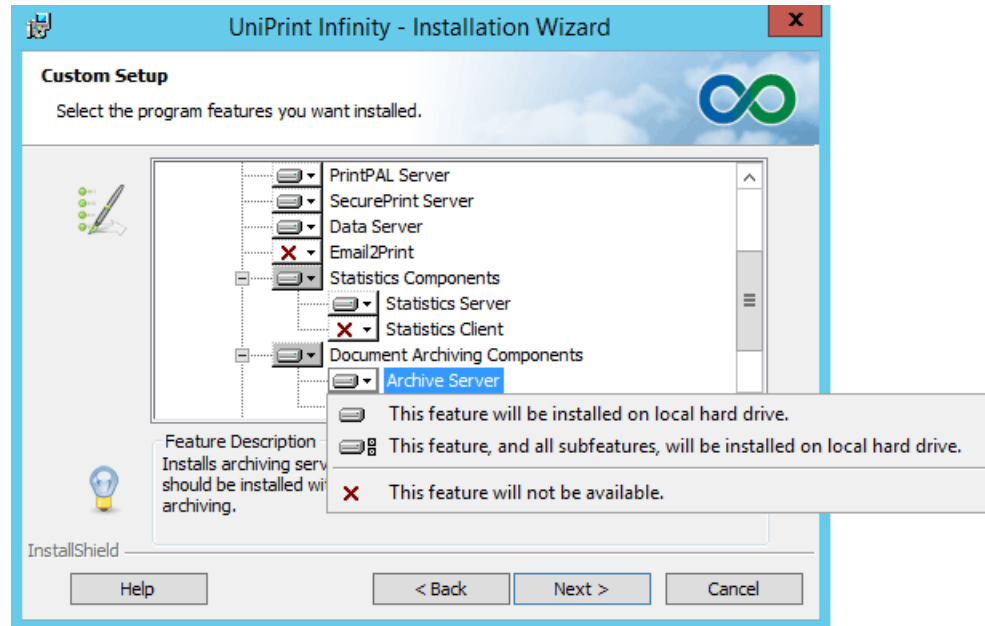 UniPrint Infinity - Installation Wizard
x
Custom Setup
Select the program features you want installed.
PrintPAL Server
SecurePrint Server
Data Server
Email2Print
Statistics Components
Statistics Server
Statistics Client
Document Archiving Components
Archive Server
This feature will be installed on local hard drive.
This feature, and all subfeatures, will be installed on local hard drive.
This feature will not be available.
Feature Description
Installs archiving
should be installed
archiving.
InstallShield
Help
< Back
Next >
Cancel